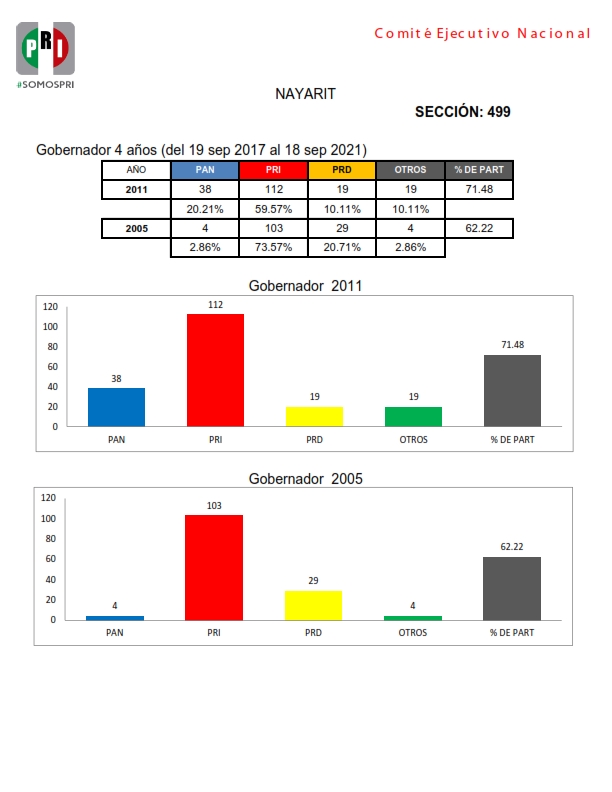 Comité Ejecutivo Nacional
PRI
#SOMOSPRI
NAYARIT
SECCIÓN: 499
Gobernador 4 años (del 19 sep 2017 al 18 sep 2021)
AÑO PAN PRI PRD OTROS % DE PART
2011 38 112 19 19 71.48
20.21% 59.57% 10.11% 10.11%
2005 4 103 29 4 62.22
2.86% 73.57% 20.71% 2.86%
Gobernador 2011
120
100
80
60
40
20
0
38
112
19
19
71.48
PAN PRI PRD OTROS % DE PART
Gobernador 2005
120
100
80
60
40
20
0
4
103
29
4
62.22
PAN PRI PRD OTROS % DE PART